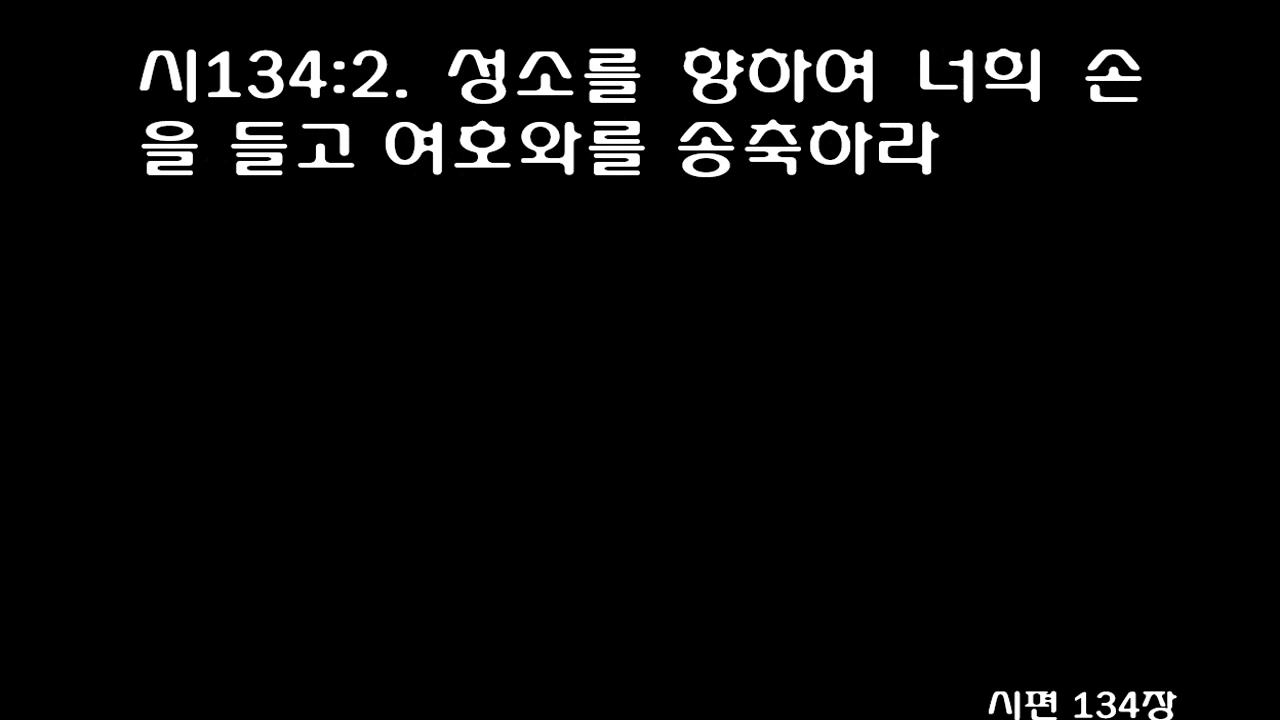 시134:2. 성소를 향하여 너희 손
을 들고 여호와를 송축하라
시편 134장